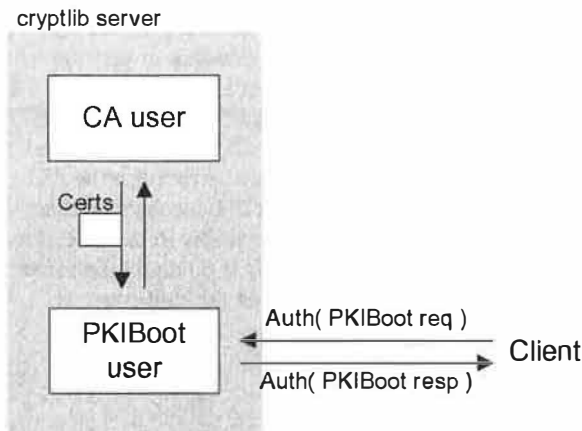 cryptlib server
CA user
Certs
PKIBoot
user
Auth( PKIBoot req )
Client
Auth( PKIBoot resp )